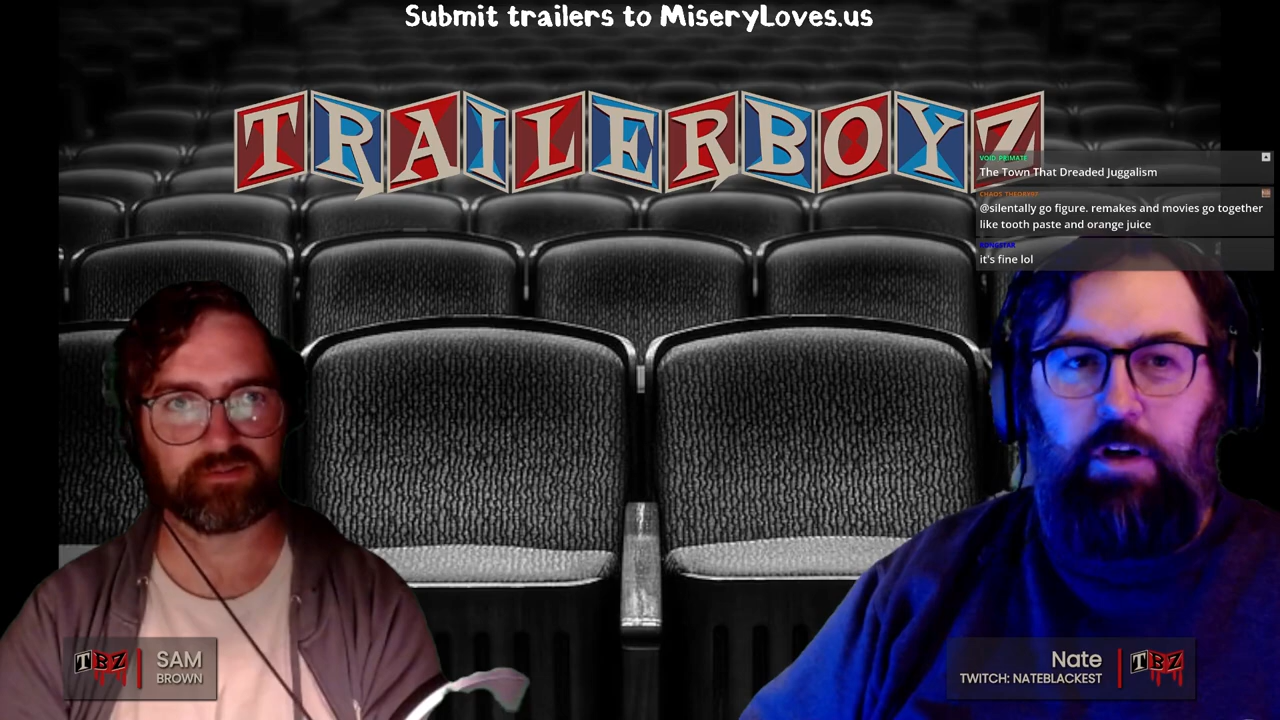 Submit trailers to MiseryLoves.us
TRAILERBOYZ
VOID PRIMATE
The Town That Dreaded Juggalism
CHAOS THEORY07
@silentally go figure. remakes and movies go together
like tooth paste and orange juice
KONGSTAR
it's fine lol
TBZ
SAM
BROWN
Nate
TWITCH: NATEBLACKEST
TBZ